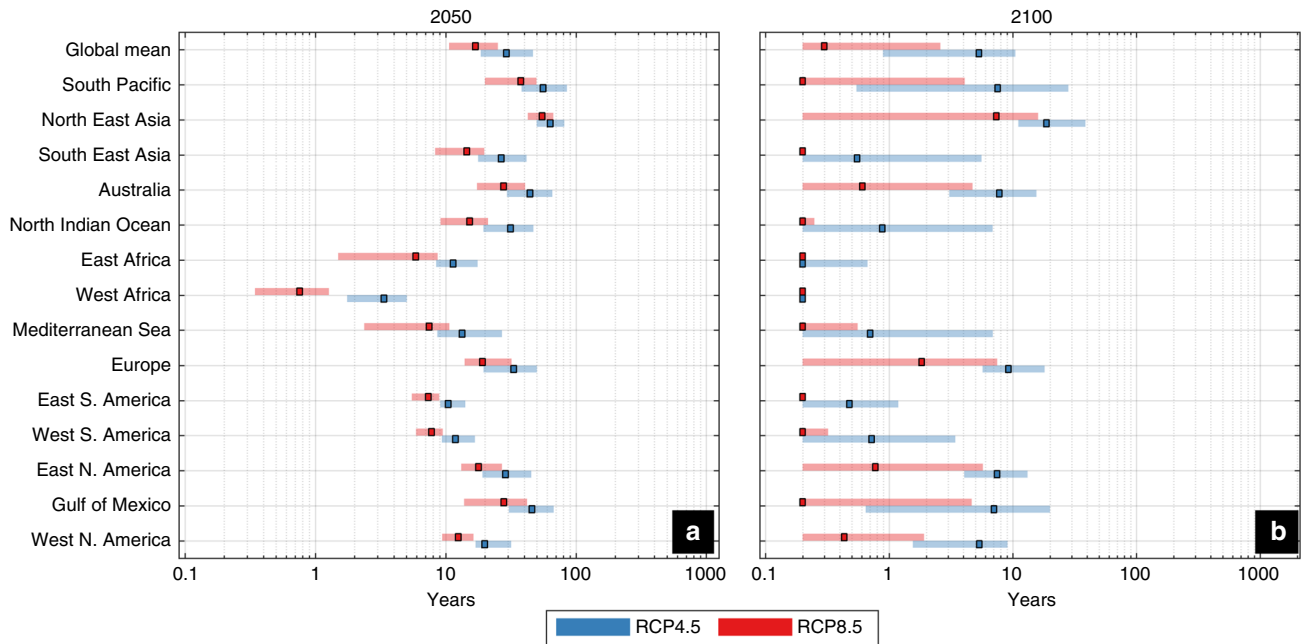 2050
2100
Global mean
South Pacific
North East Asia
South East Asia
Australia
North Indian Ocean
East Africa
West Africa
Mediterranean Sea
Europe
East S. America
West S. America
East N. America
Gulf of Mexico
West N. America
a
b
0.1 1 10 100 1000
0.1 1 10 100 1000
Years
Years
RCP4.5 RCP8.5